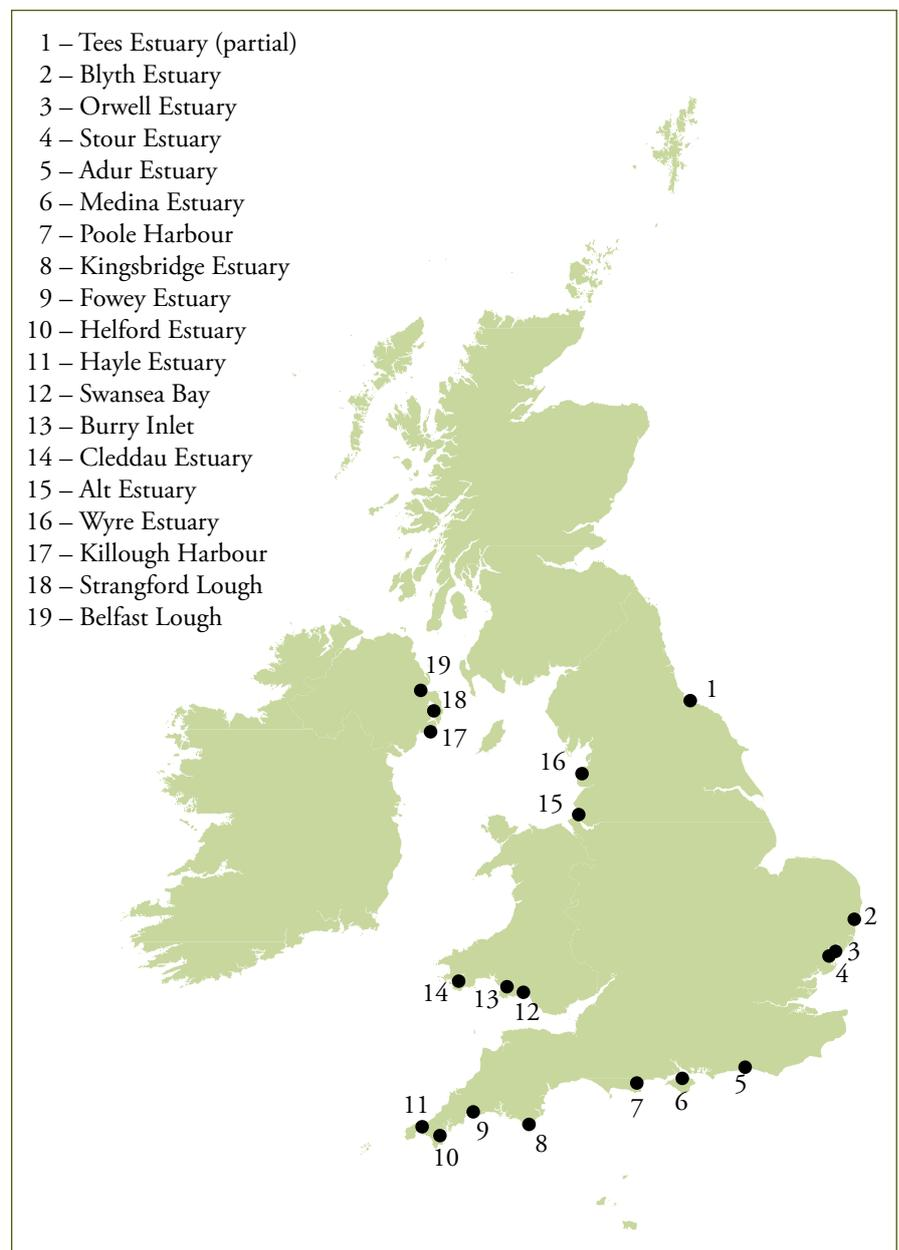 1 – Tees Estuary (partial)
2 – Blyth Estuary
3 – Orwell Estuary
4 – Stour Estuary
5 – Adur Estuary
6 – Medina Estuary
7 – Poole Harbour
8 – Kingsbridge Estuary
9 – Fowey Estuary
10 – Helford Estuary
11 – Hayle Estuary
12 – Swansea Bay
13 – Burry Inlet
14 – Cleddau Estuary
15 – Alt Estuary
16 – Wyre Estuary
17 – Killough Harbour
18 – Strangford Lough
19 – Belfast Lough
19
1
18
17
16
15
2
3
4
14
13
12
5
7
6
11
9
8
10